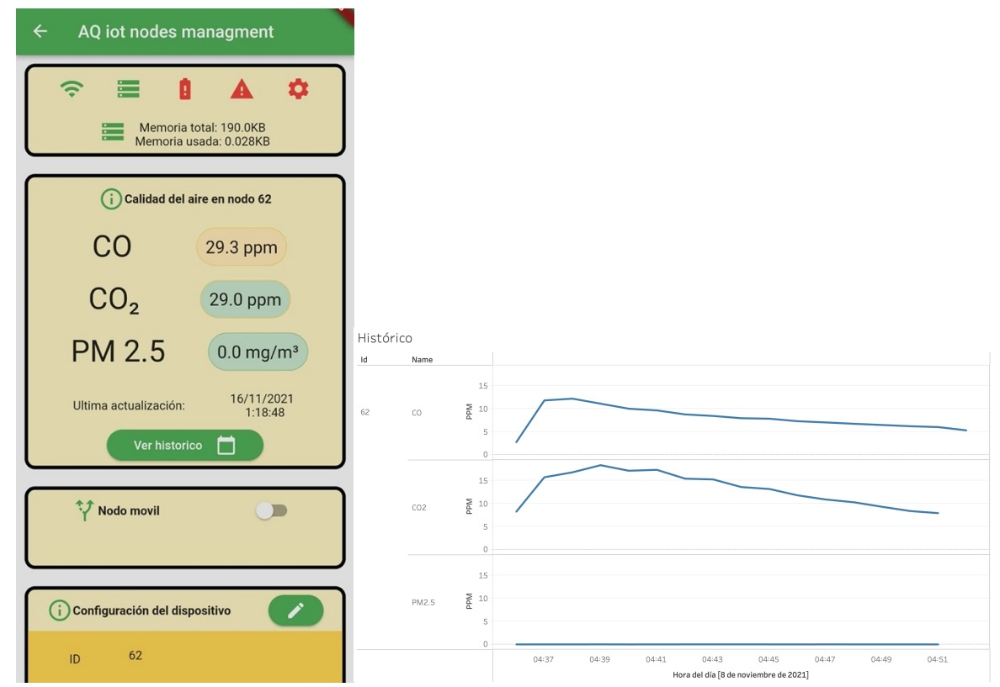 AQ iot nodes managment
Memoria total: 190.0KB
Memoria usada: 0.028KB
Calidad del aire en nodo 62
CO 29.3 ppm
CO₂ 29.0 ppm
PM 2.5 0.0 mg/m³
Ultima actualización: 16/11/2021
1:18:48
Ver historico
Nodo movil
Configuración del dispositivo
ID 62
Histórico
Id Name
62 CO PPM 15 10 5 0
CO2 PPM 15 10 5 0
PM2.5 PPM 15 10 5 0
04:37 04:39 04:41 04:43 04:45 04:47 04:49 04:51
Hora del día [8 de noviembre de 2021]